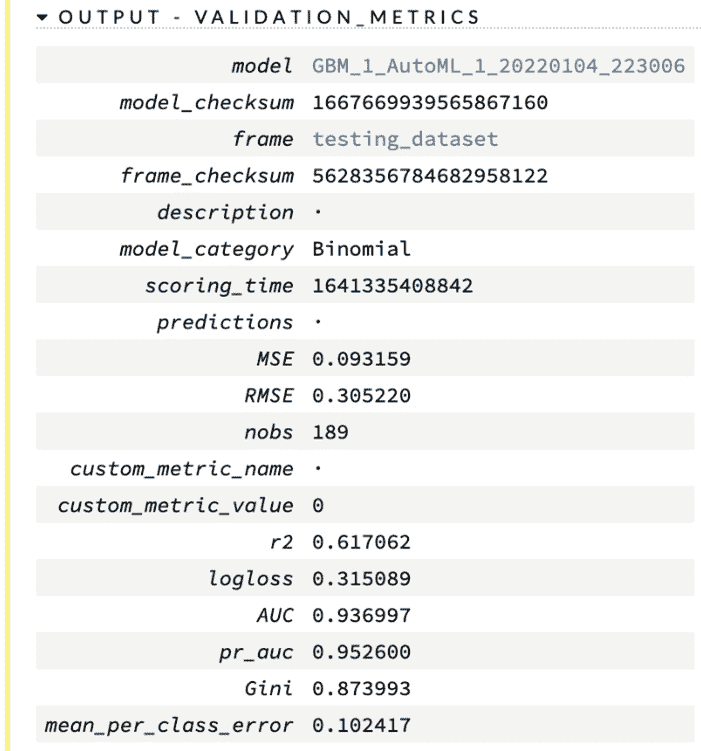 OUTPUT - VALIDATION_METRICS
model GBM_1_AutoML_1_20220104_223006
model_checksum 1667669939565867160
frame testing_dataset
frame_checksum 5628356784682958122
description ·
model_category Binomial
scoring_time 1641335408842
predictions ·
MSE 0.093159
RMSE 0.305220
nobs 189
custom_metric_name ·
custom_metric_value 0
r2 0.617062
logloss 0.315089
AUC 0.936997
pr_auc 0.952600
Gini 0.873993
mean_per_class_error 0.102417